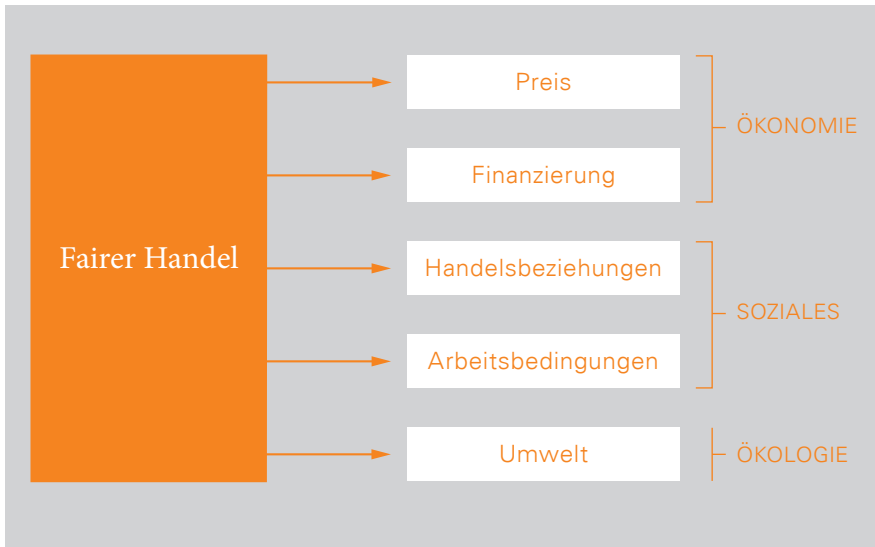 Fairer Handel
Preis
Finanzierung
ÖKONOMIE
Handelsbeziehungen
Arbeitsbedingungen
SOZIALES
Umwelt
ÖKOLOGIE